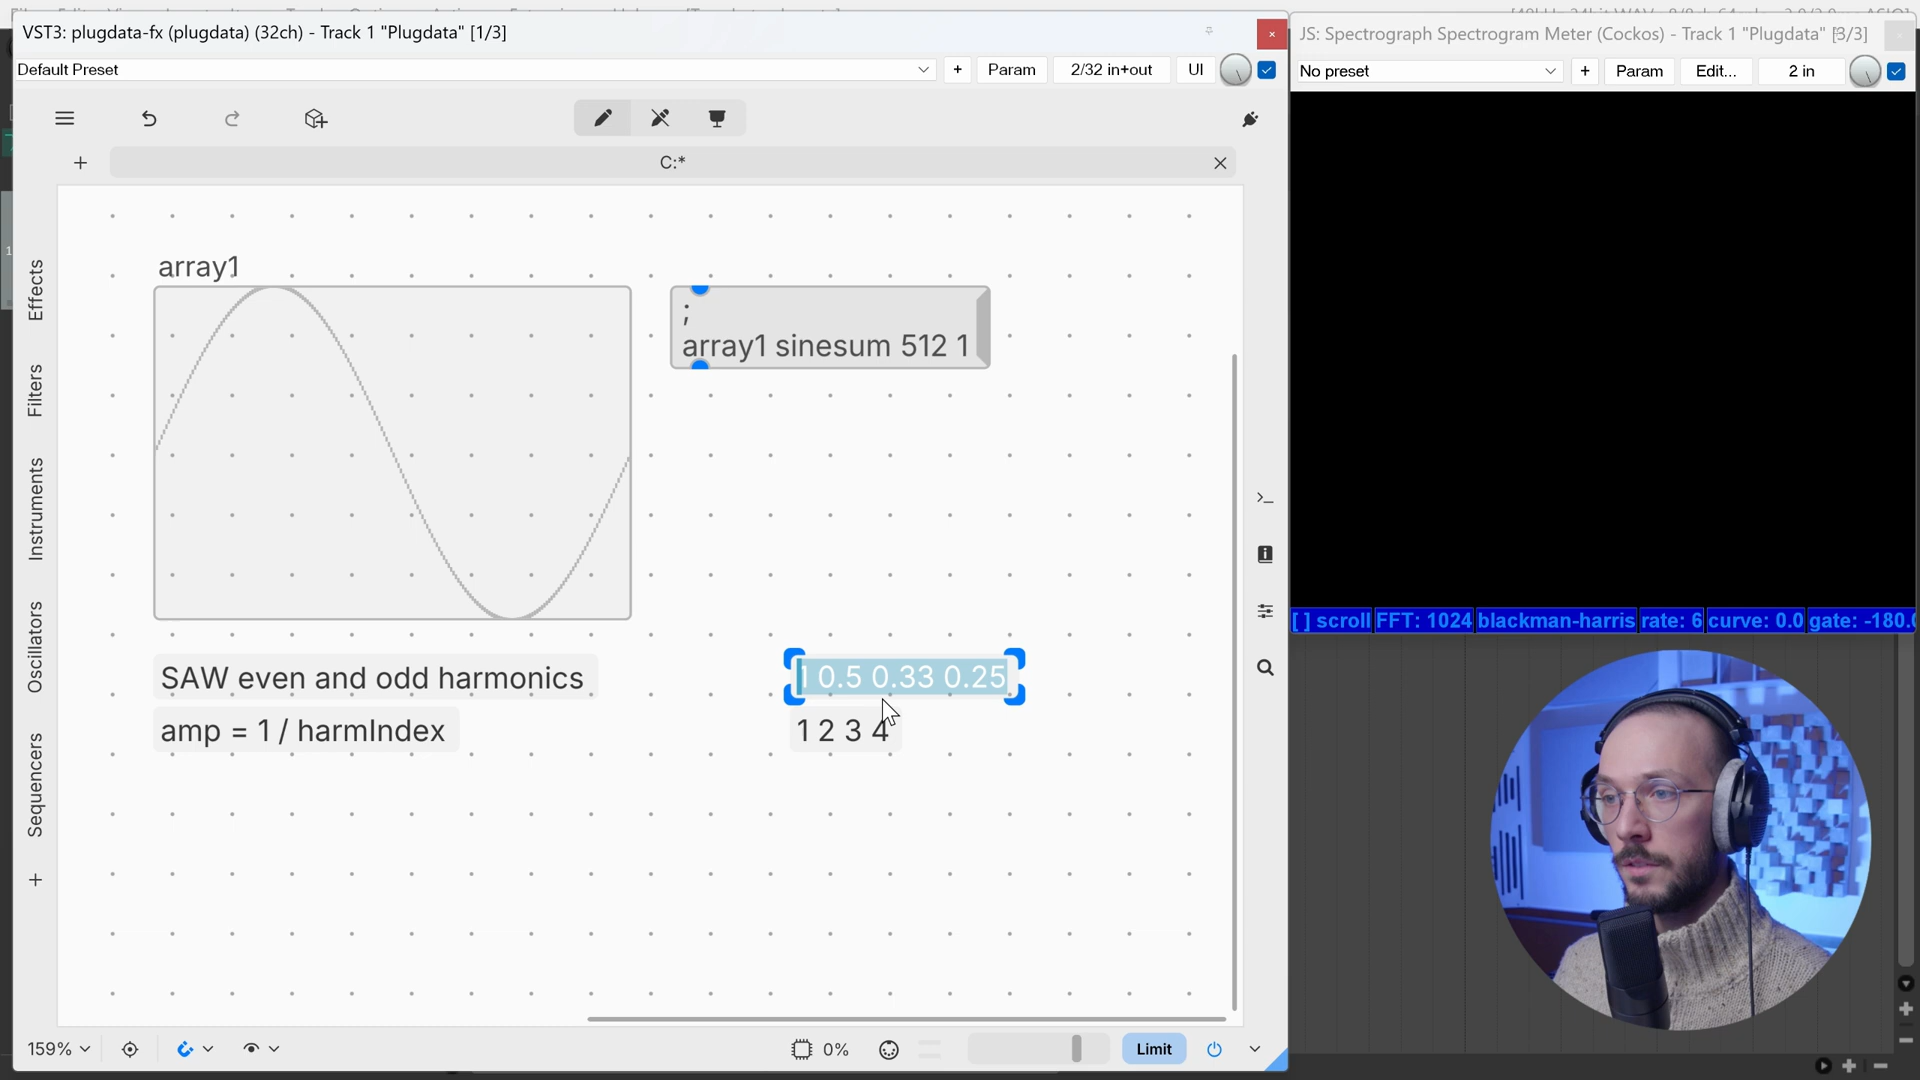 VST3: plugdata-fx (plugdata) (32ch) - Track 1 "Plugdata" [1/3]
JS: Spectrograph Spectrogram Meter (Cockos) - Track 1 "Plugdata" [3/3]
Default Preset
+
Param
2/32 in+out
UI
No preset
+
Param
Edit...
2 in
C:*
Effects
Filters
Instruments
Oscillators
Sequencers
array1
;
array1 sinesum 512 1
SAW even and odd harmonics
amp = 1 / harmIndex
1 0.5 0.33 0.25
1 2 3 4
[ ] scroll FFT: 1024 blackman-harris rate: 6 curve: 0.0 gate: -180.0
159%
0%
Limit